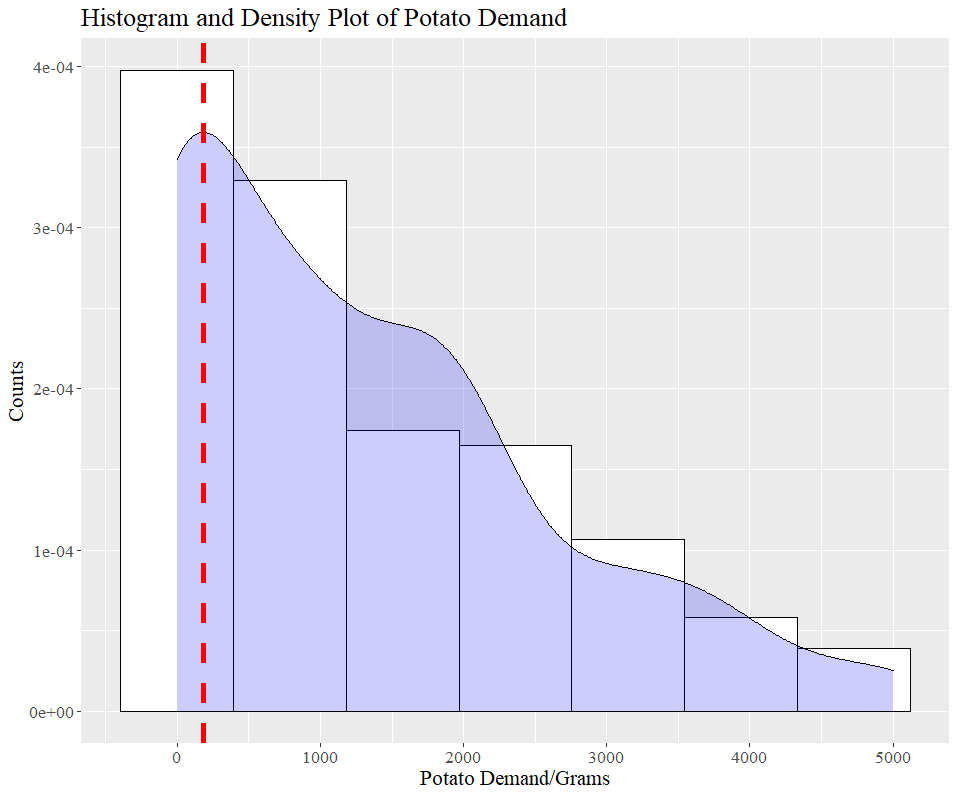 Histogram and Density Plot of Potato Demand
4e-04
3e-04
2e-04
1e-04
0e+00
Counts
0 1000 2000 3000 4000 5000
Potato Demand/Grams